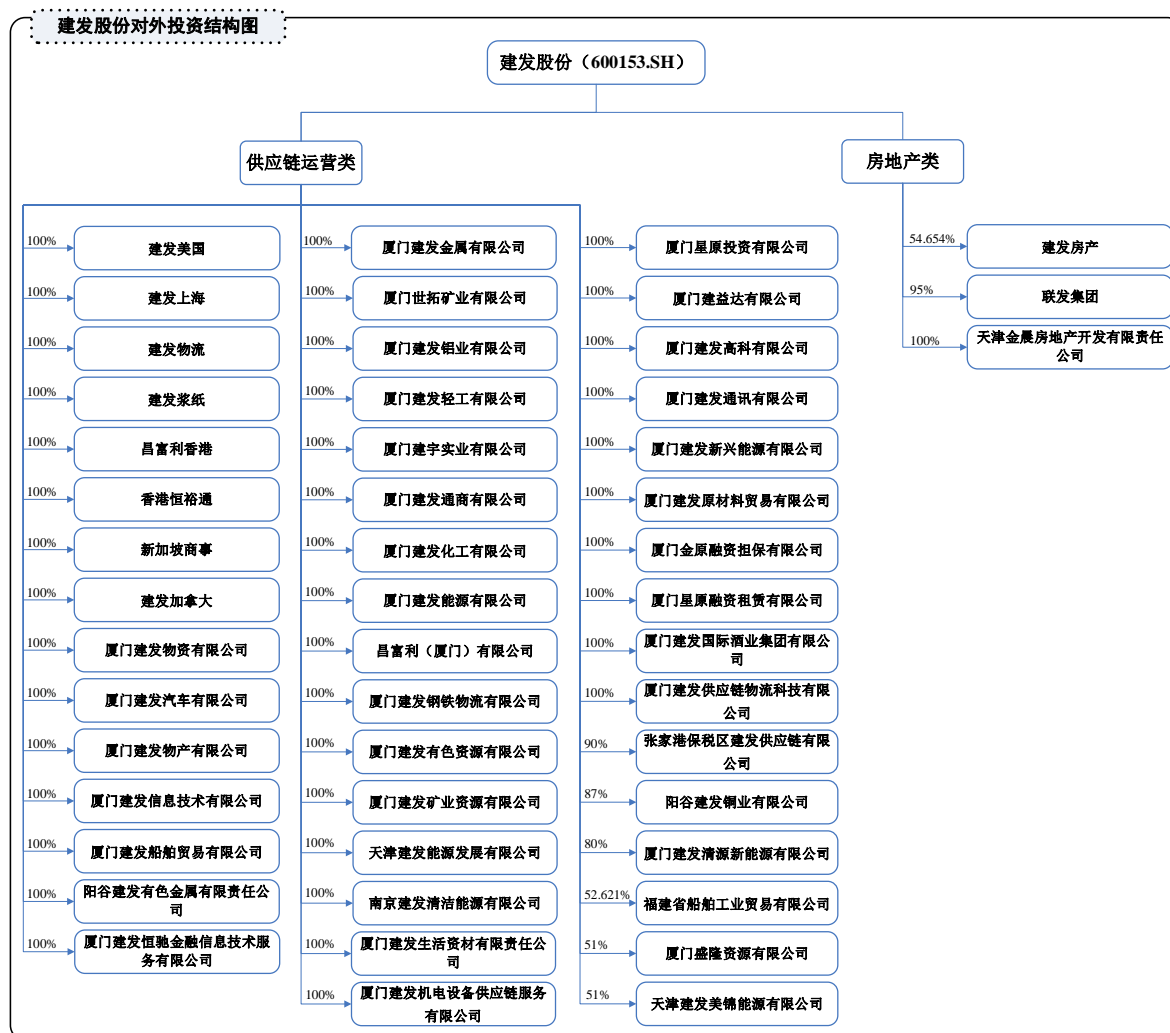 建发股份对外投资结构图
建发股份（600153.SH）
供应链运营类
房地产类
100%
建发美国
100%
建发上海
100%
建发物流
100%
建发浆纸
100%
昌富利香港
100%
香港恒裕通
100%
新加坡商事
100%
建发加拿大
100%
厦门建发物资有限公司
100%
厦门建发汽车有限公司
100%
厦门建发物产有限公司
100%
厦门建发信息技术有限公司
100%
厦门建发船舶贸易有限公司
100%
阳谷建发有色金属有限责任公
司
100%
厦门建发恒驰金融信息技术服
务有限公司
100%
厦门建发金属有限公司
100%
厦门世拓矿业有限公司
100%
厦门建发铝业有限公司
100%
厦门建发轻工有限公司
100%
厦门建宇实业有限公司
100%
厦门建发通商有限公司
100%
厦门建发化工有限公司
100%
厦门建发能源有限公司
100%
昌富利（厦门）有限公司
100%
厦门建发钢铁物流有限公司
100%
厦门建发有色资源有限公司
100%
厦门建发矿业资源有限公司
100%
天津建发能源发展有限公司
100%
南京建发清洁能源有限公司
100%
厦门建发生活资材有限责任公
司
100%
厦门建发机电设备供应链服务
有限公司
100%
厦门星原投资有限公司
100%
厦门建益达有限公司
100%
厦门建发高科有限公司
100%
厦门建发通讯有限公司
100%
厦门建发新兴能源有限公司
100%
厦门建发原材料贸易有限公司
100%
厦门金原融资担保有限公司
100%
厦门星原融资租赁有限公司
100%
厦门建发国际酒业集团有限公
司
100%
厦门建发供应链物流科技有限
公司
90%
张家港保税区建发供应链有限
公司
87%
阳谷建发铜业有限公司
80%
厦门建发清源新能源有限公司
52.621%
福建省船舶工业贸易有限公司
51%
厦门盛隆资源有限公司
51%
天津建发美锦能源有限公司
54.654%
建发房产
95%
联发集团
100%
天津金晨房地产开发有限责任
公司